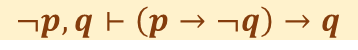 ¬p, q ⊢ (p → ¬q) → q